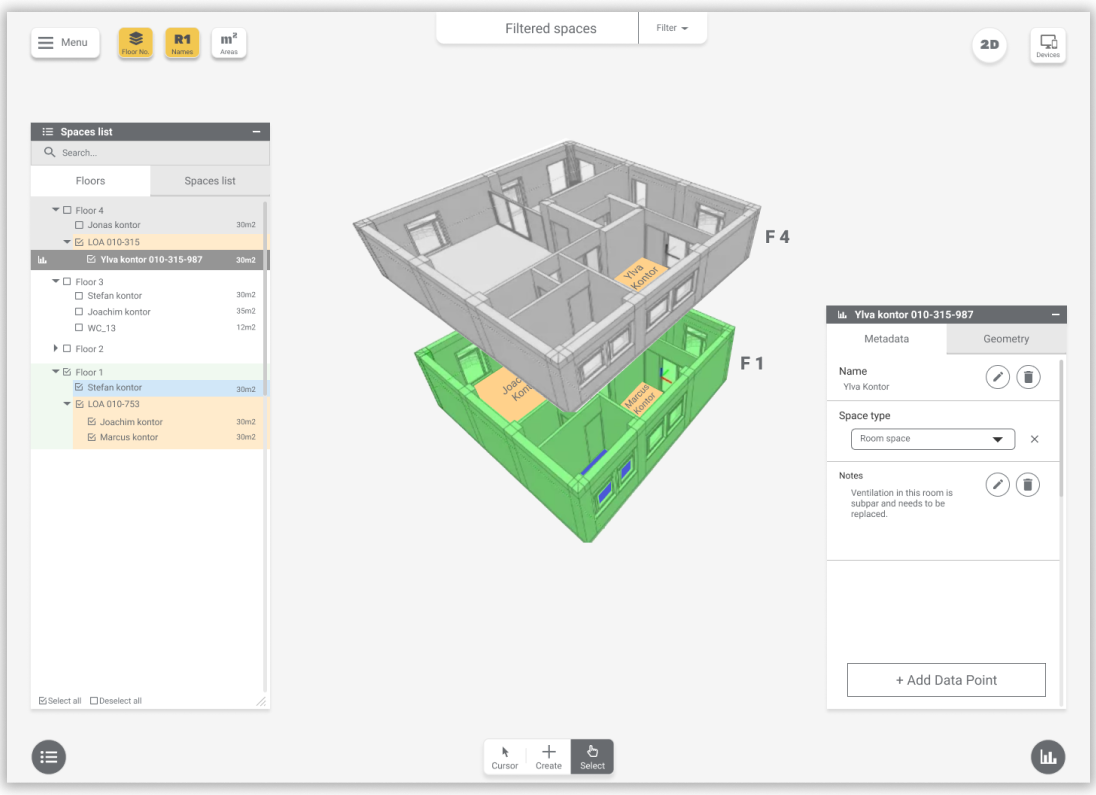 Menu
Floor No.
R1
Names
m²
Areas
Filtered spaces
Filter
2D
Devices
Spaces list
Search...
Floors
Spaces list
Floor 4
Jonas kontor 30m2
LOA 010-315
Ylva kontor 010-315-987 30m2
Floor 3
Stefan kontor 30m2
Joachim kontor 35m2
WC_13 12m2
Floor 2
Floor 1
Stefan kontor 30m2
LOA 010-753
Joachim kontor 30m2
Marcus kontor 30m2
Select all
Deselect all
F 4
Ylva
Kontor
F 1
Marcus
Kontor
Ylva kontor 010-315-987
Metadata
Geometry
Name
Ylva Kontor
Space type
Room space
Notes
Ventilation in this room is
subpar and needs to be
replaced.
+ Add Data Point
Cursor
Create
Select